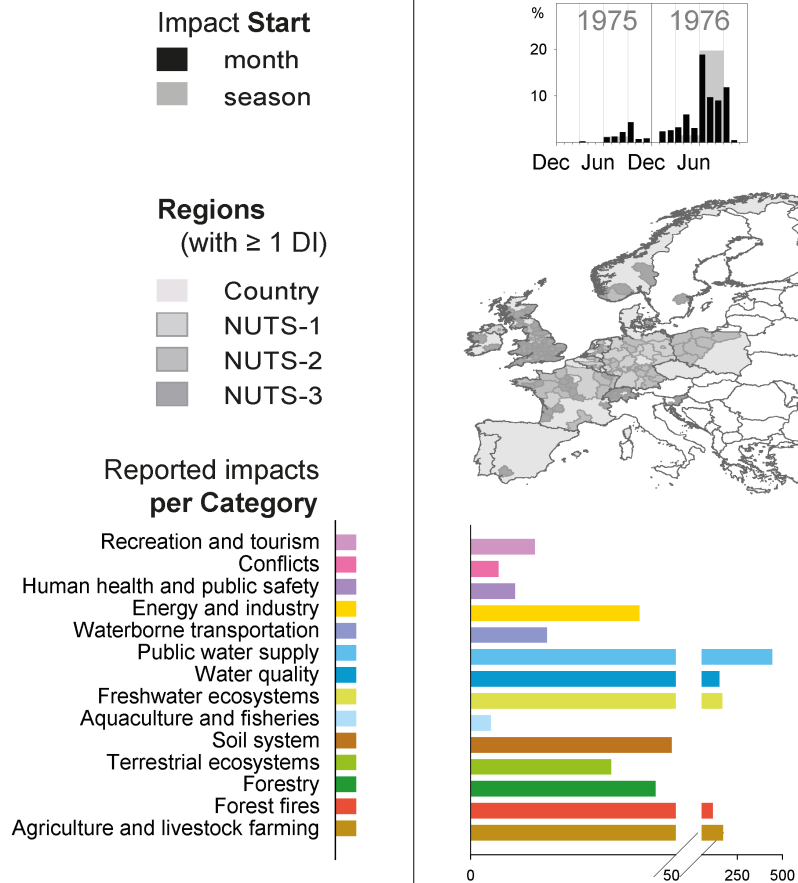 Impact Start
month
season
%
1975 1976
20
10
Dec Jun Dec Jun
Regions
(with ≥ 1 DI)
Country
NUTS-1
NUTS-2
NUTS-3
Reported impacts
per Category
Recreation and tourism
Conflicts
Human health and public safety
Energy and industry
Waterborne transportation
Public water supply
Water quality
Freshwater ecosystems
Aquaculture and fisheries
Soil system
Terrestrial ecosystems
Forestry
Forest fires
Agriculture and livestock farming
0 50 250 500